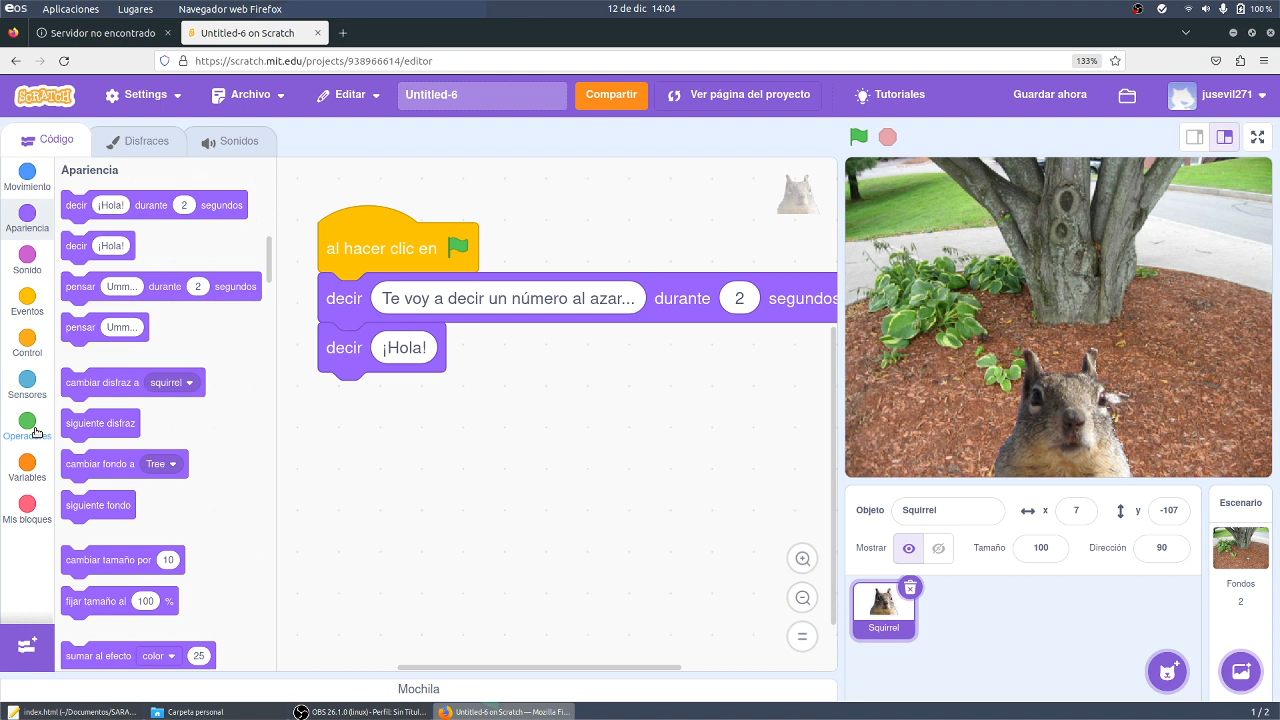 eos Aplicaciones Lugares Navegador web Firefox 12 de dic 14:04 100 %
Servidor no encontrado × Untitled-6 on Scratch ×
https://scratch.mit.edu/projects/938966614/editor 133%
SCRATCH Settings Archivo Editar Untitled-6 Compartir Ver página del proyecto Tutoriales Guardar ahora jusevil271
Código Disfraces Sonidos
Movimiento
Apariencia
Sonido
Eventos
Control
Sensores
Variables
Mis bloques
Apariencia
decir ¡Hola! durante 2 segundos
decir ¡Hola!
pensar Umm... durante 2 segundos
pensar Umm...
cambiar disfraz a squirrel
siguiente disfraz
cambiar fondo a Tree
siguiente fondo
cambiar tamaño por 10
fijar tamaño al 100 %
sumar al efecto color 25
al hacer clic en
decir Te voy a decir un número al azar... durante 2 segundos
decir ¡Hola!
Objeto Squirrel x 7 y -107
Mostrar Tamaño 100 Dirección 90
Squirrel
Escenario
Fondos
2
Mochila
index.html (~/Documentos/SARA... Carpeta personal OBS 26.1.0 (linux) - Perfil: Sin Titul... Untitled-6 on Scratch — Mozilla Fi... 1 / 2